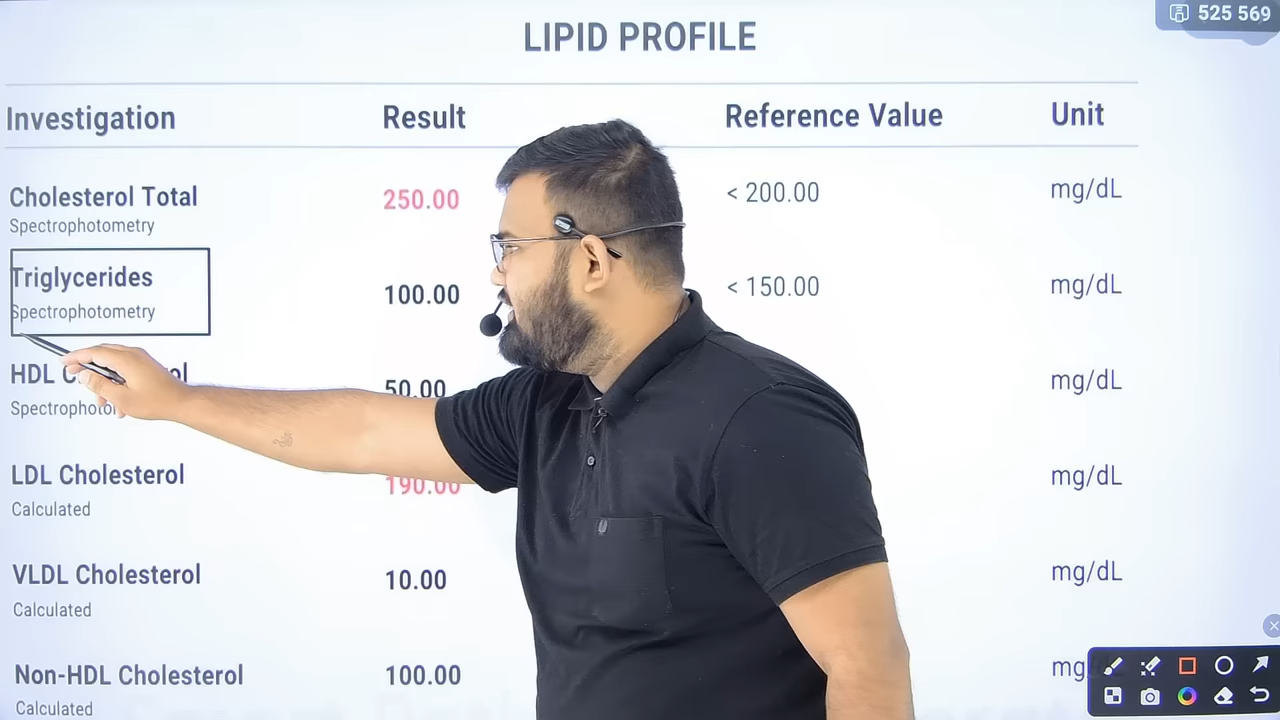 525 569
LIPID PROFILE
Investigation Result Reference Value Unit
Cholesterol Total 250.00 < 200.00 mg/dL
Spectrophotometry
Triglycerides 100.00 < 150.00 mg/dL
Spectrophotometry
HDL 50.00 mg/dL
LDL Cholesterol 190.00 mg/dL
Calculated
VLDL Cholesterol 10.00 mg/dL
Calculated
Non-HDL Cholesterol 100.00
Calculated